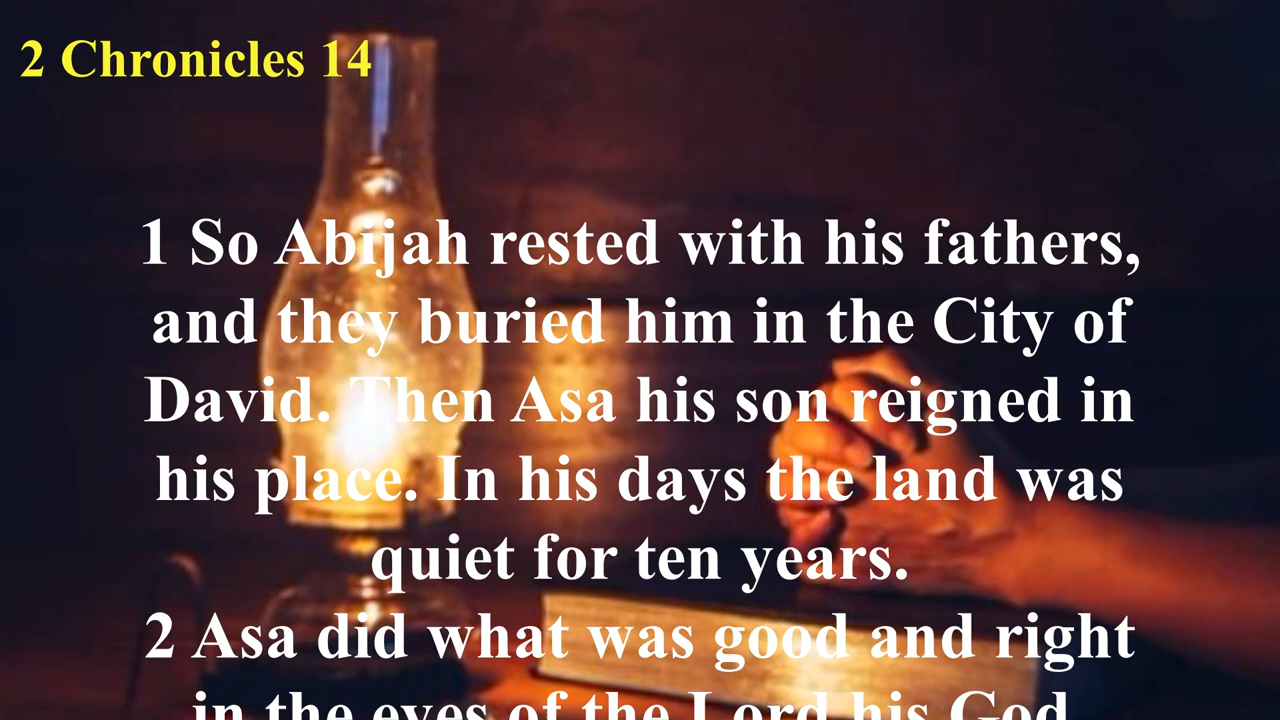 2 Chronicles 14
1 So Abijah rested with his fathers,
and they buried him in the City of
David. Then Asa his son reigned in
his place. In his days the land was
quiet for ten years.
2 Asa did what was good and right
in the eyes of the Lord his God